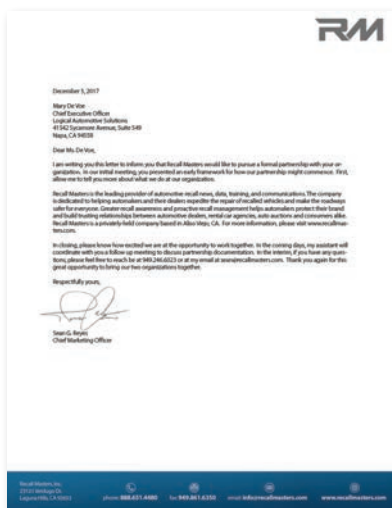 RM
December 5, 2017
Mary De Voe
Chief Executive Officer
Logical Automotive Solutions
41542 Sycamore Avenue, Suite 549
Napa, CA 94558
Dear Ms. De Voe,
I am writing you this letter to inform you that Recall Masters would like to pursue a formal partnership with your or-
ganization. In our initial meeting, you presented an early framework for how our partnership might commence. First,
allow me to tell you more about what we do at our organization.
Recall Masters is the leading provider of automotive recall news, data, training, and communications. The company
is dedicated to helping automakers and their dealers expedite the repair of recalled vehicles and make the roadways
safer for everyone. Greater recall awareness and proactive recall management helps automakers protect their brand
and build trusting relationships between automotive dealers, rental car agencies, auto auctions and consumers alike.
Recall Masters is a privately-held company based in Aliso Viejo, CA. For more information, please visit www.recallmas-
ters.com.
In closing, please know how excited we are at the opportunity to work together. In the coming days, my assistant will
coordinate with you a follow up meeting to discuss partnership documentation. In the interim, if you have any ques-
tions, please feel free to reach be at 949.246.6523 or at my email at sean@recallmasters.com. Thank you again for this
great opportunity to bring our two organizations together.
Respectfully yours,
Sean G. Reyes
Chief Marketing Officer
Recall Masters, Inc.
23101 Verdugo Dr.
Laguna Hills, CA
phone 888.651.4480
fax 949.861.6350
email info@recallmasters.com
www.recallmasters.com